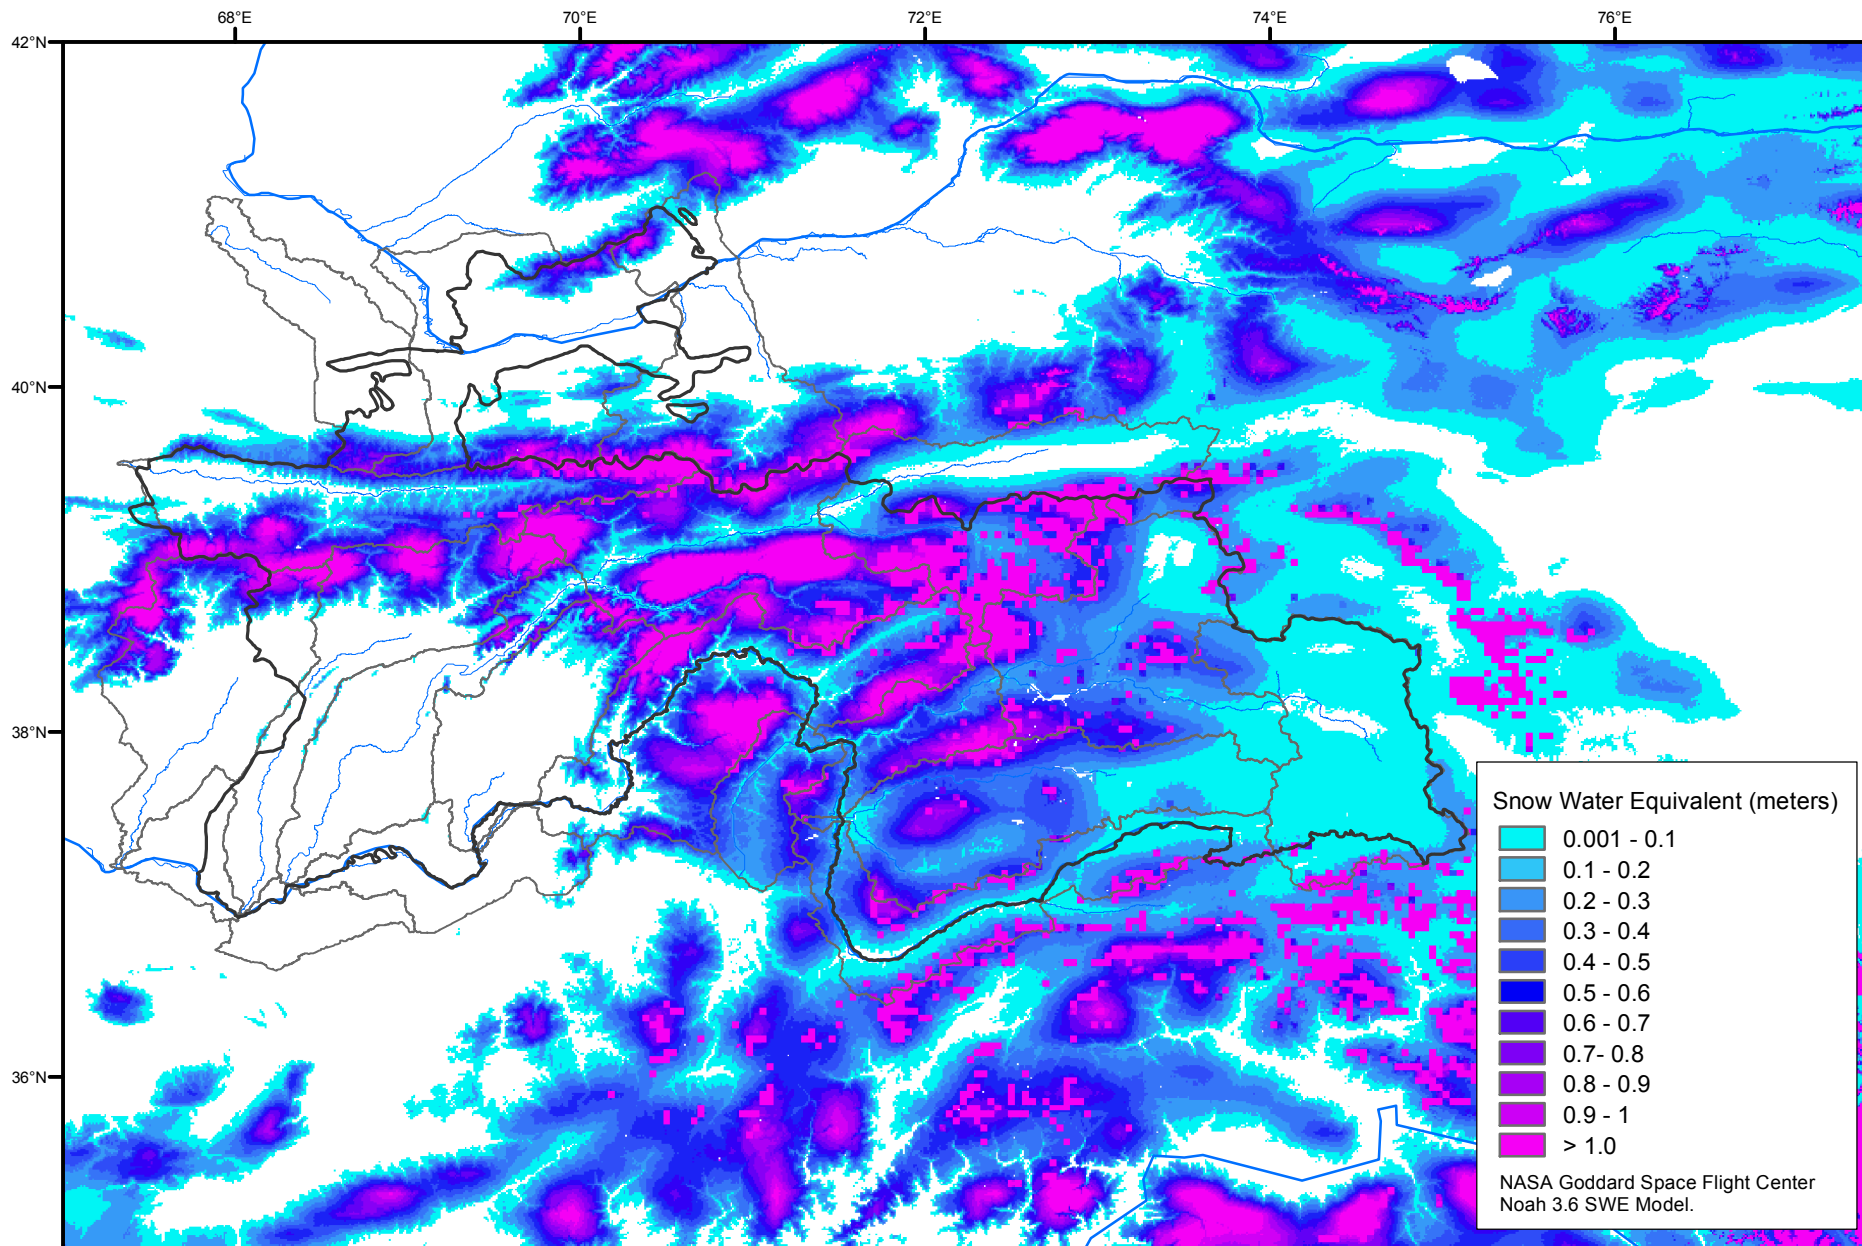 68°E 70°E 72°E 74°E 76°E
42°N
40°N
38°N
36°N
Snow Water Equivalent (meters)
0.001 - 0.1
0.1 - 0.2
0.2 - 0.3
0.3 - 0.4
0.4 - 0.5
0.5 - 0.6
0.6 - 0.7
0.7- 0.8
0.8 - 0.9
0.9 - 1
> 1.0
NASA Goddard Space Flight Center
Noah 3.6 SWE Model.